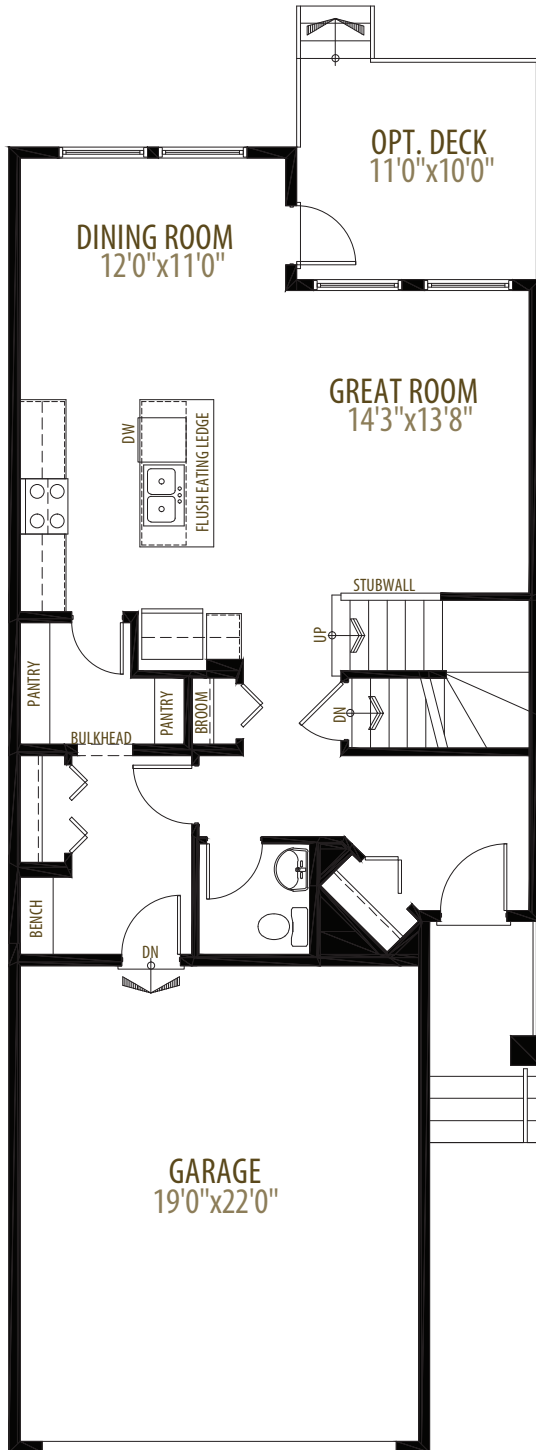 OPT. DECK
11'0"x10'0"
DINING ROOM
12'0"x11'0"
GREAT ROOM
14'3"x13'8"
DW
FLUSH EATING LEDGE
STUBWALL
UP
PANTRY
PANTRY
BROOM
DN
BULKHEAD
BENCH
DN
GARAGE
19'0"x22'0"